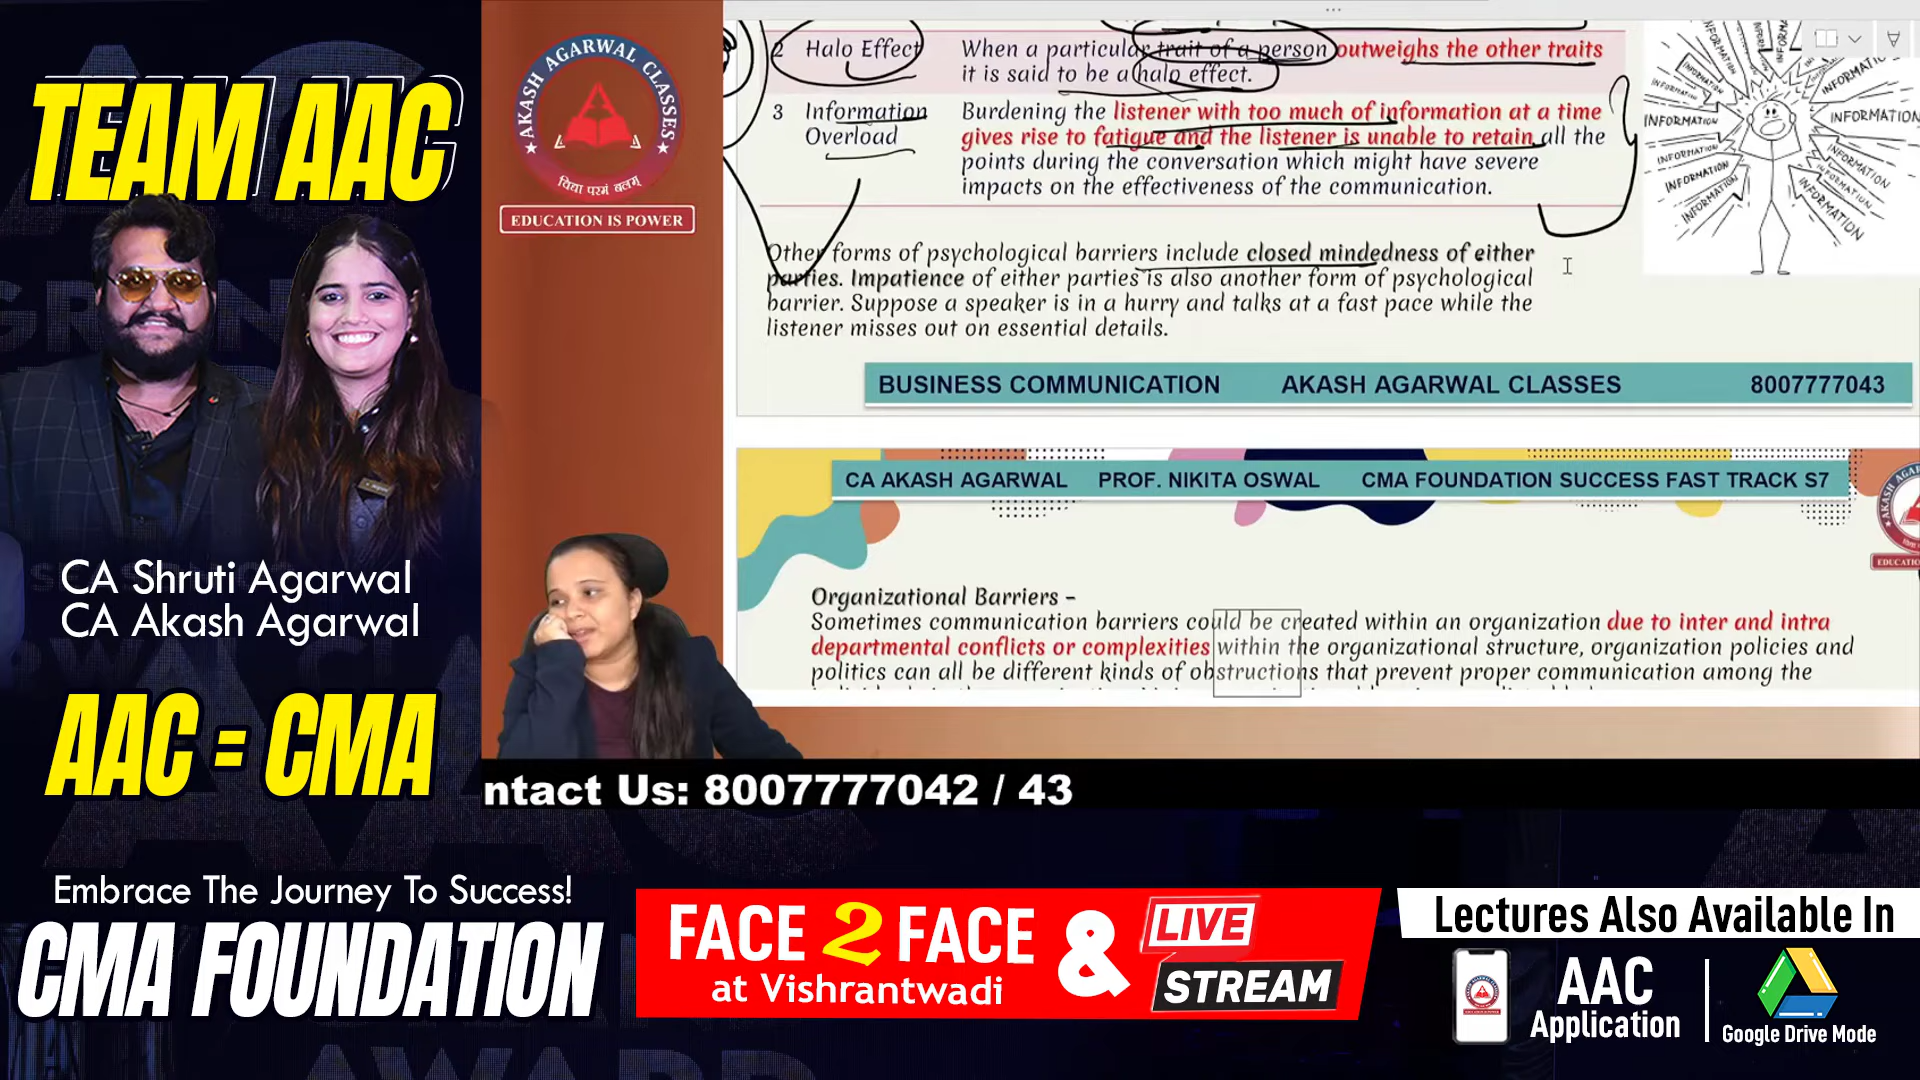 TEAM AAC
CA Shruti Agarwal
CA Akash Agarwal
AAC = CMA
Embrace The Journey To Success!
CMA FOUNDATION
AKASH AGARWAL CLASSES
विद्या परमं बलम्
EDUCATION IS POWER
2 Halo Effect
When a particular trait of a person outweighs the other traits
it is said to be a halo effect.
3 Information
Overload
Burdening the listener with too much of information at a time
gives rise to fatigue and the listener is unable to retain all the
points during the conversation which might have severe
impacts on the effectiveness of the communication.
INFORMATION
INFORMATION
INFORMATION
INFORMATION
INFORMATION
INFORMATION
INFORMATION
INFORMATION
Other forms of psychological barriers include closed mindedness of either
parties. Impatience of either parties is also another form of psychological
barrier. Suppose a speaker is in a hurry and talks at a fast pace while the
listener misses out on essential details.
BUSINESS COMMUNICATION AKASH AGARWAL CLASSES 8007777043
CA AKASH AGARWAL PROF. NIKITA OSWAL CMA FOUNDATION SUCCESS FAST TRACK S7
Organizational Barriers –
Sometimes communication barriers could be created within an organization due to inter and intra
departmental conflicts or complexities within the organizational structure, organization policies and
politics can all be different kinds of obstructions that prevent proper communication among the
ntact Us: 8007777042 / 43
FACE 2 FACE
at Vishrantwadi
&
LIVE
STREAM
Lectures Also Available In
AAC
Application
Google Drive Mode